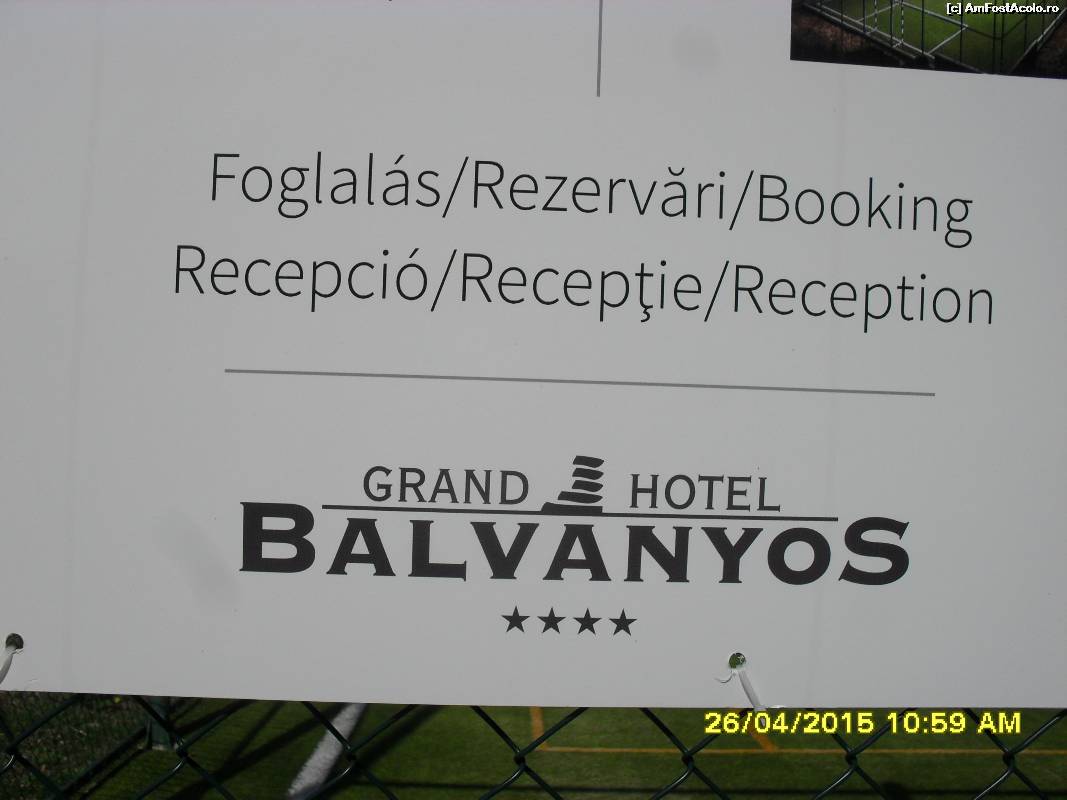 [c] AmFostAcolo.ro
Foglalás/Rezervări/Booking
Recepció/Recepţie/Reception
GRAND HOTEL
BALVANYOS
★★★★
26/04/2015 10:59 AM